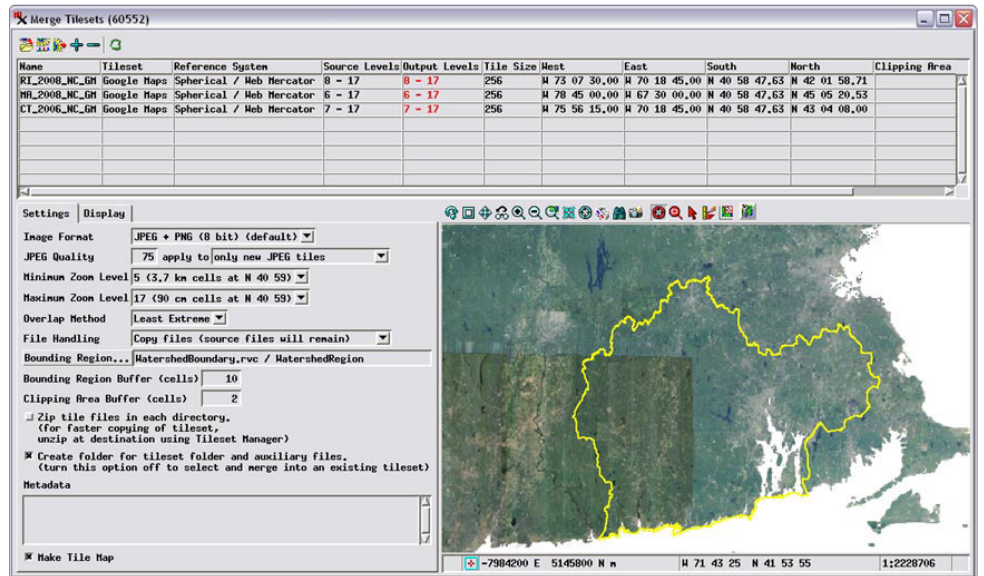 Merge Tilesets (60552)
Name Tileset Reference System Source Levels Output Levels Tile Size West East South North Clipping Area
RI_2008_NC_GM Google Maps Spherical / Web Mercator 8 - 17 8 - 17 256 W 73 07 30.00 W 70 18 45.00 N 40 58 47.63 N 42 01 58.71
MA_2008_NC_GM Google Maps Spherical / Web Mercator 6 - 17 6 - 17 256 W 78 45 00.00 W 67 30 00.00 N 40 58 47.63 N 45 05 20.53
CT_2006_NC_GM Google Maps Spherical / Web Mercator 7 - 17 7 - 17 256 W 75 56 15.00 W 70 18 45.00 N 40 58 47.63 N 43 04 08.00
Settings Display
Image Format JPEG + PNG (8 bit) (default)
JPEG Quality 75 apply to only new JPEG tiles
Minimum Zoom Level 5 (3.7 km cells at N 40 59)
Maximum Zoom Level 17 (90 cm cells at N 40 59)
Overlap Method Least Extreme
File Handling Copy files (source files will remain)
Bounding Region... WatershedBoundary.rvc / WatershedRegion
Bounding Region Buffer (cells) 10
Clipping Area Buffer (cells) 2
Zip tile files in each directory.
(for faster copying of tileset,
unzip at destination using Tileset Manager)
Create folder for tileset folder and auxiliary files.
(turn this option off to select and merge into an existing tileset)
Metadata
Make Tile Map
-7984200 E 5145800 N m W 71 43 25 N 41 53 55 1:2228706